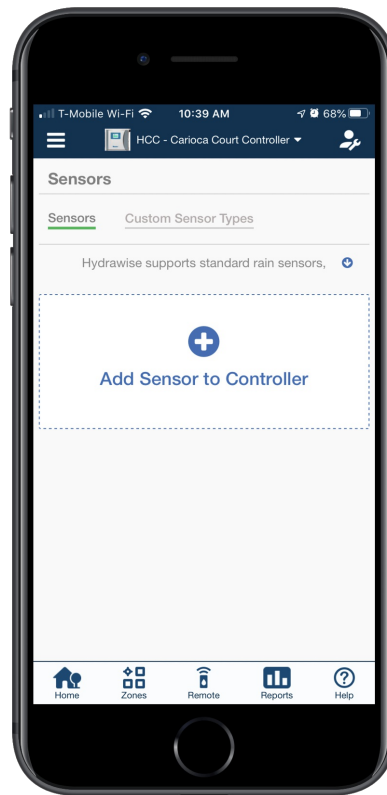 T-Mobile Wi-Fi 10:39 AM 68%
HCC - Carioca Court Controller
Sensors
Sensors Custom Sensor Types
Hydrawise supports standard rain sensors,
Add Sensor to Controller
Home Zones Remote Reports Help